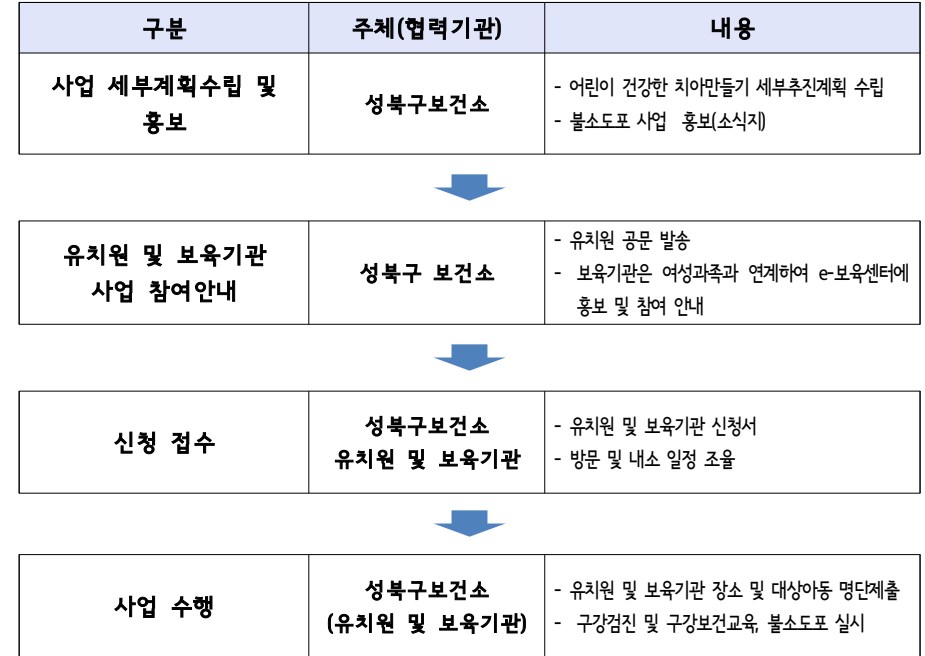 구분 주체(협력기관) 내용
사업 세부계획수립 및
홍보
성북구보건소
- 어린이 건강한 치아만들기 세부추진계획 수립
- 불소도포 사업 홍보(소식지)
유치원 및 보육기관
사업 참여안내
성북구 보건소
- 유치원 공문 발송
- 보육기관은 여성과족과 연계하여 e-보육센터에
홍보 및 참여 안내
신청 접수
성북구보건소
유치원 및 보육기관
- 유치원 및 보육기관 신청서
- 방문 및 내소 일정 조율
사업 수행
성북구보건소
(유치원 및 보육기관)
- 유치원 및 보육기관 장소 및 대상아동 명단제출
- 구강검진 및 구강보건교육, 불소도포 실시